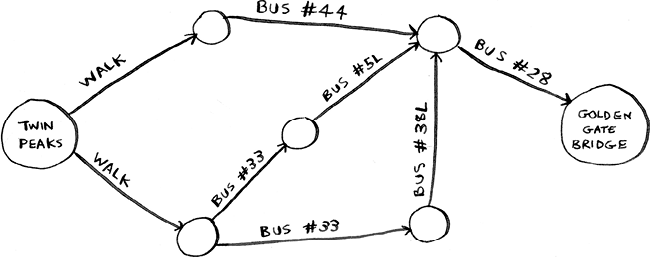 BUS #44
BUS #28
WALK
BUS #5L
TWIN
PEAKS
GOLDEN
GATE
BRIDGE
WALK
BUS #33
BUS #38L
BUS #33